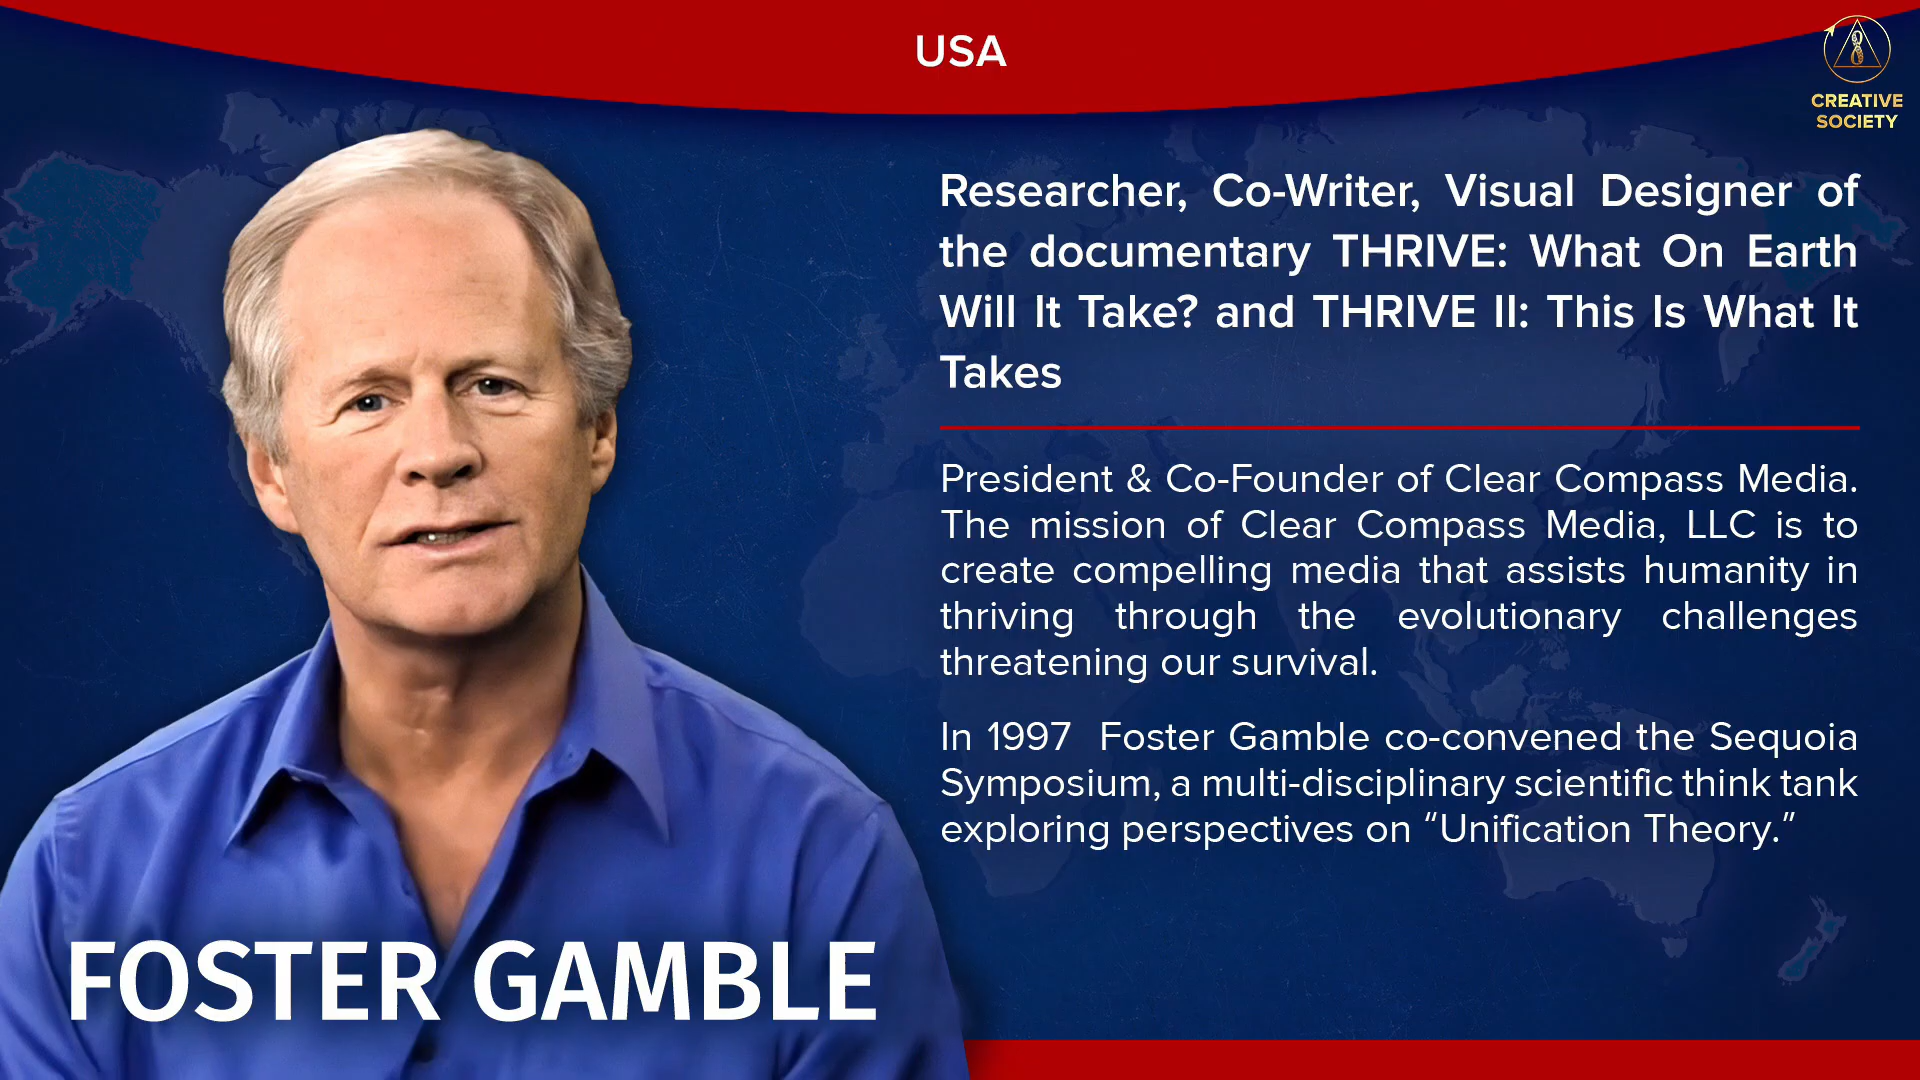 USA
CREATIVE
SOCIETY
Researcher, Co-Writer, Visual Designer of
the documentary THRIVE: What On Earth
Will It Take? and THRIVE II: This Is What It
Takes
President & Co-Founder of Clear Compass Media.
The mission of Clear Compass Media, LLC is to
create compelling media that assists humanity in
thriving through the evolutionary challenges
threatening our survival.
In 1997  Foster Gamble co-convened the Sequoia
Symposium, a multi-disciplinary scientific think tank
exploring perspectives on “Unification Theory.”
FOSTER GAMBLE